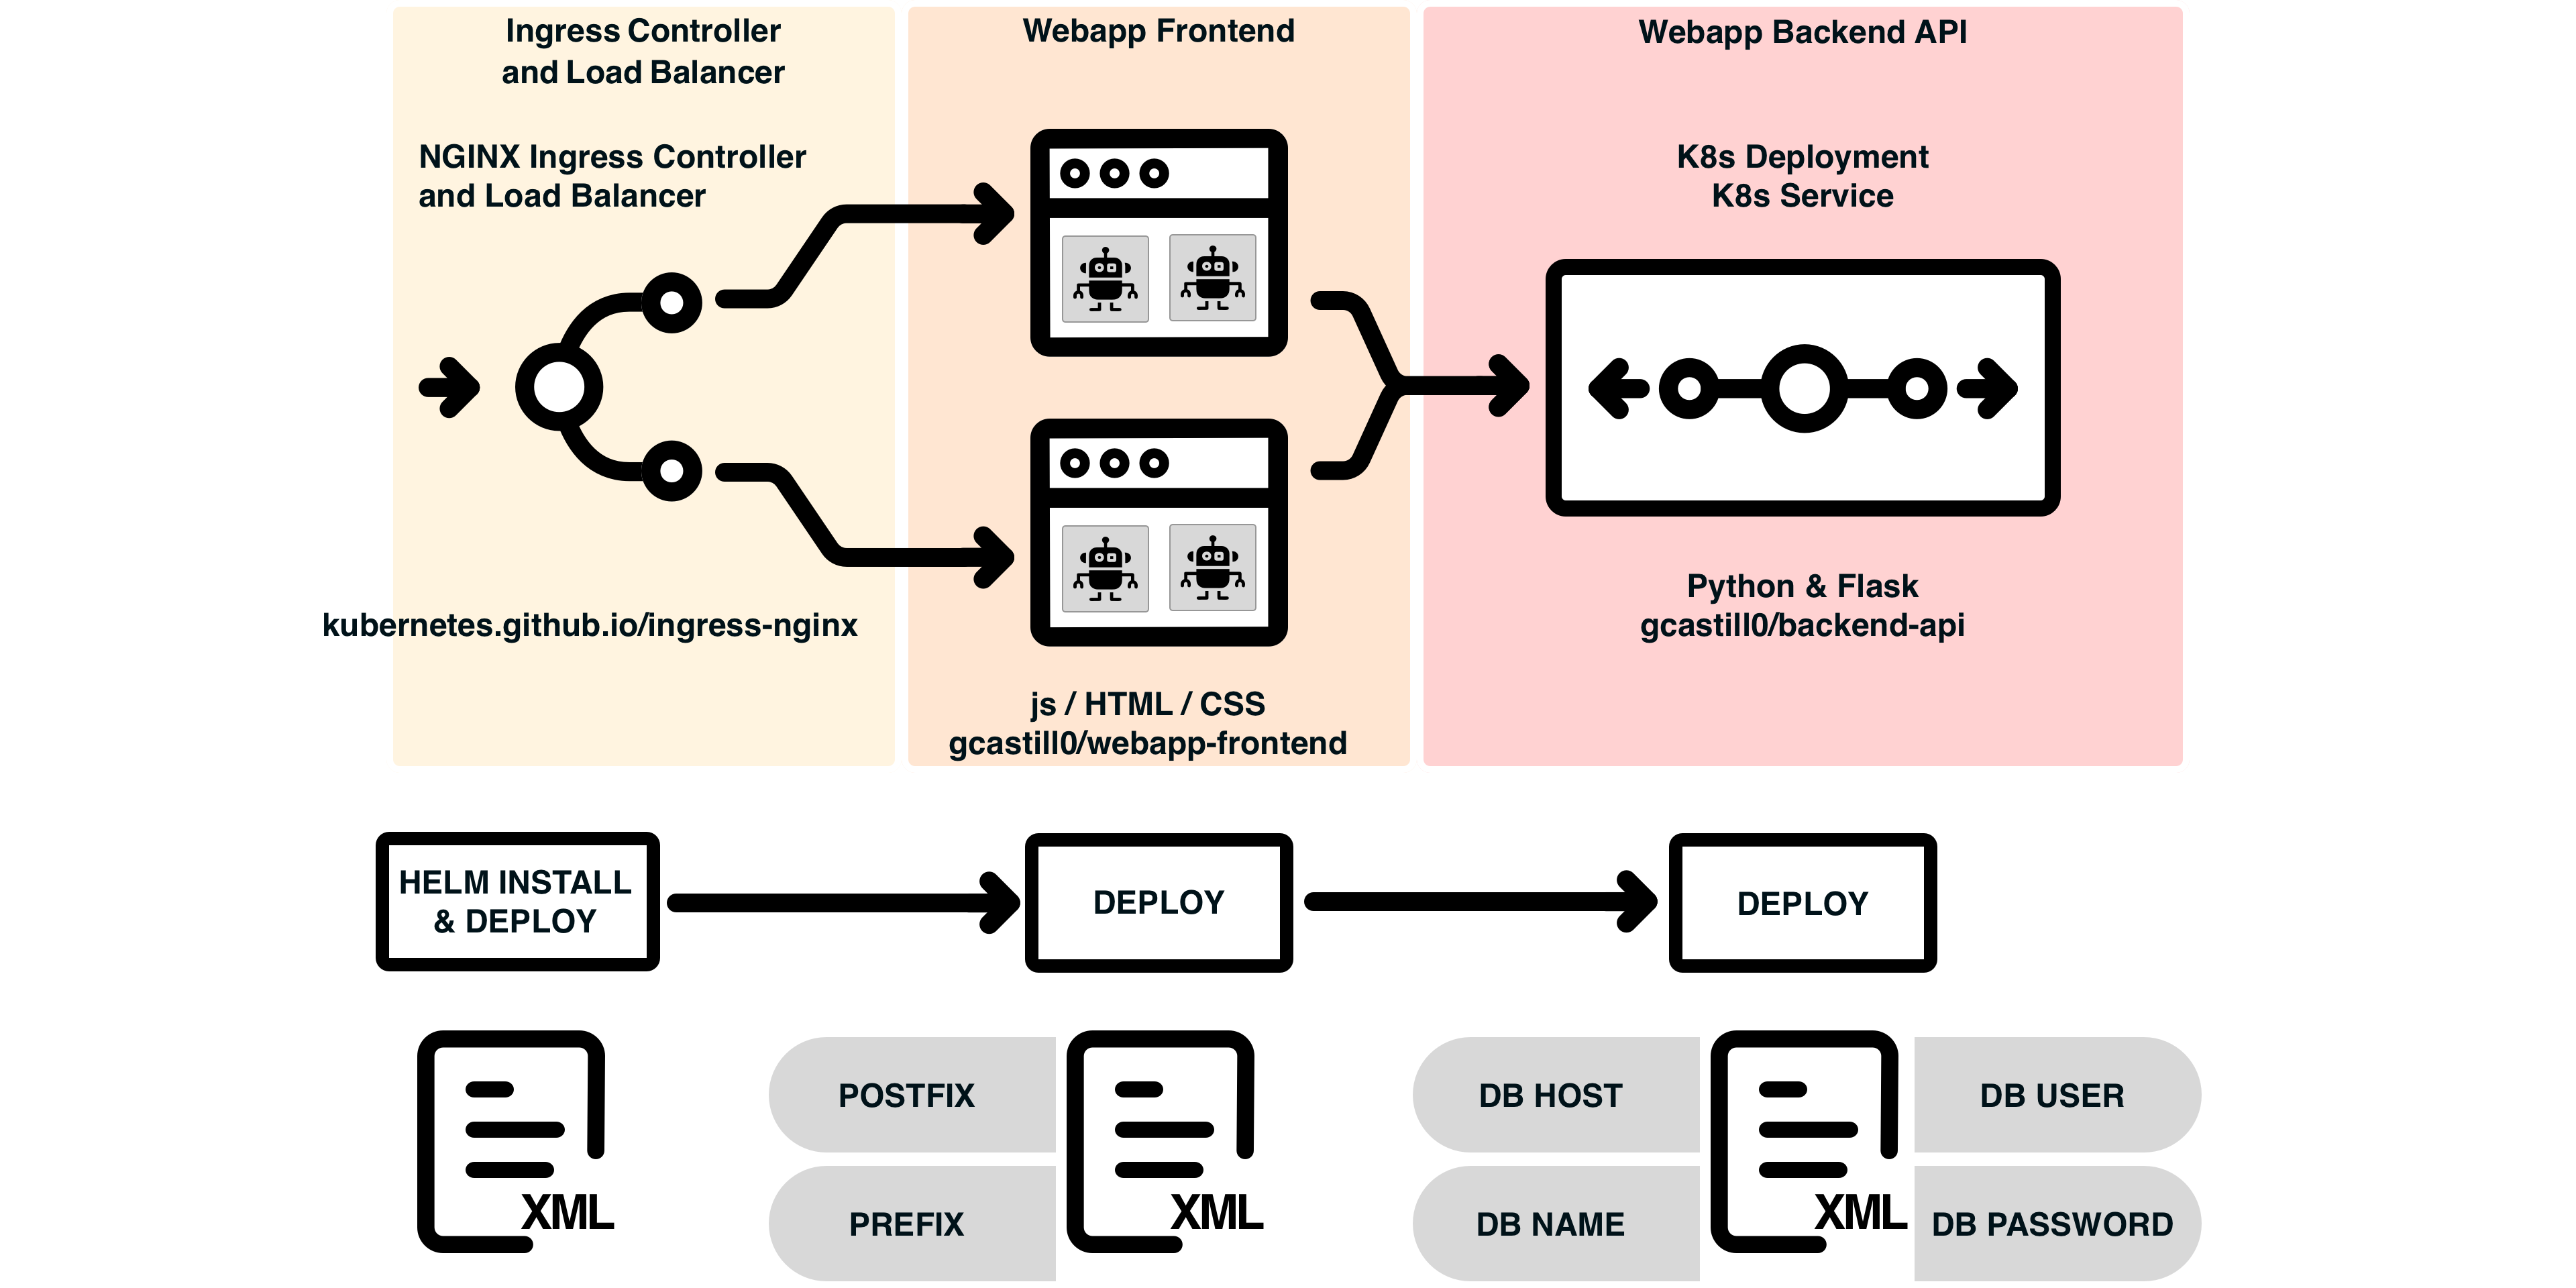 Ingress Controller
and Load Balancer
NGINX Ingress Controller
and Load Balancer
kubernetes.github.io/ingress-nginx
Webapp Frontend
js / HTML / CSS
gcastill0/webapp-frontend
Webapp Backend API
K8s Deployment
K8s Service
Python & Flask
gcastill0/backend-api
HELM INSTALL
& DEPLOY
DEPLOY
DEPLOY
XML
POSTFIX
PREFIX
XML
DB HOST
DB NAME
XML
DB USER
DB PASSWORD